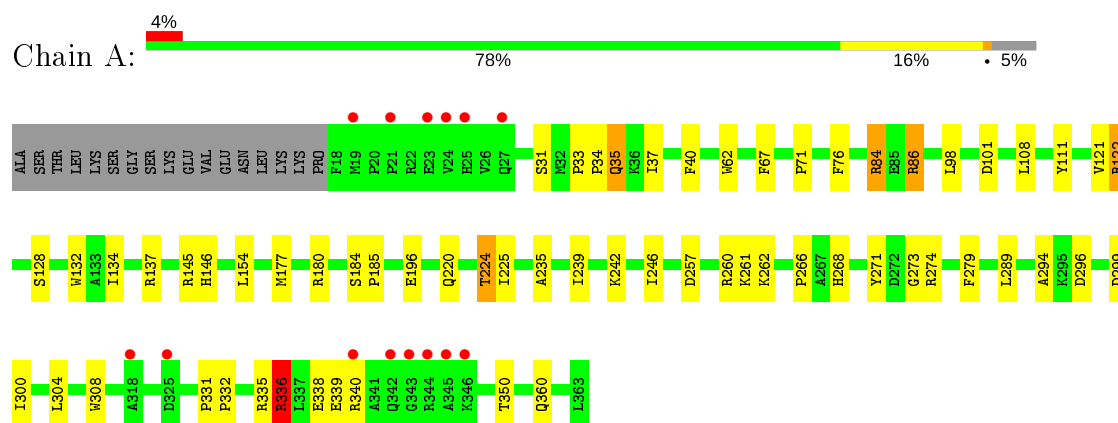 4%
Chain A:
78% 16% • 5%
ALA SER THR LEU LYS SER GLY SER LYS GLU VAL GLU ASN LEU LYS LYS PRO F18 M19 P20 P21 R22 E23 V24 H25 V26 Q27 S31 M32 P33 P34 Q35 K36 I37 F40 W62 F67 P71 F76 R84 E85 R86 L98 D101 L108 Y111 V121
S128 W132 A133 I134 R137 R145 H146 L154 M177 R180 S184 P185 E196 Q220 T224 I225 A235 I239 K242 I246 D257 R260 K261 K262 P266 A267 H268 Y271 D272 G273 R274 F279 L289 A294 K295 D296
I300 L304 W308 A318 D325 P331 P332 R335 R336 L337 E338 E339 R340 A341 Q342 G343 R344 A345 K346 T350 Q360 L363